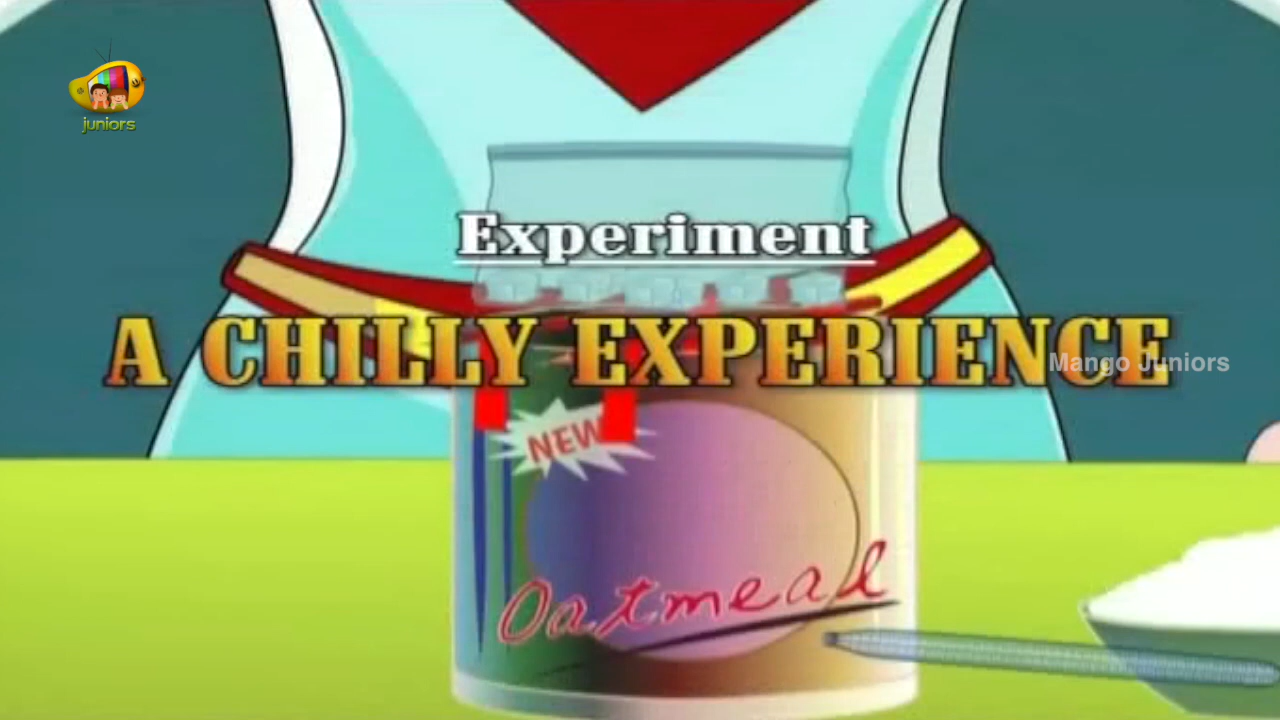 juniors
Experiment
A CHILLY EXPERIENCE
Mango Juniors
NEW
Oatmeal